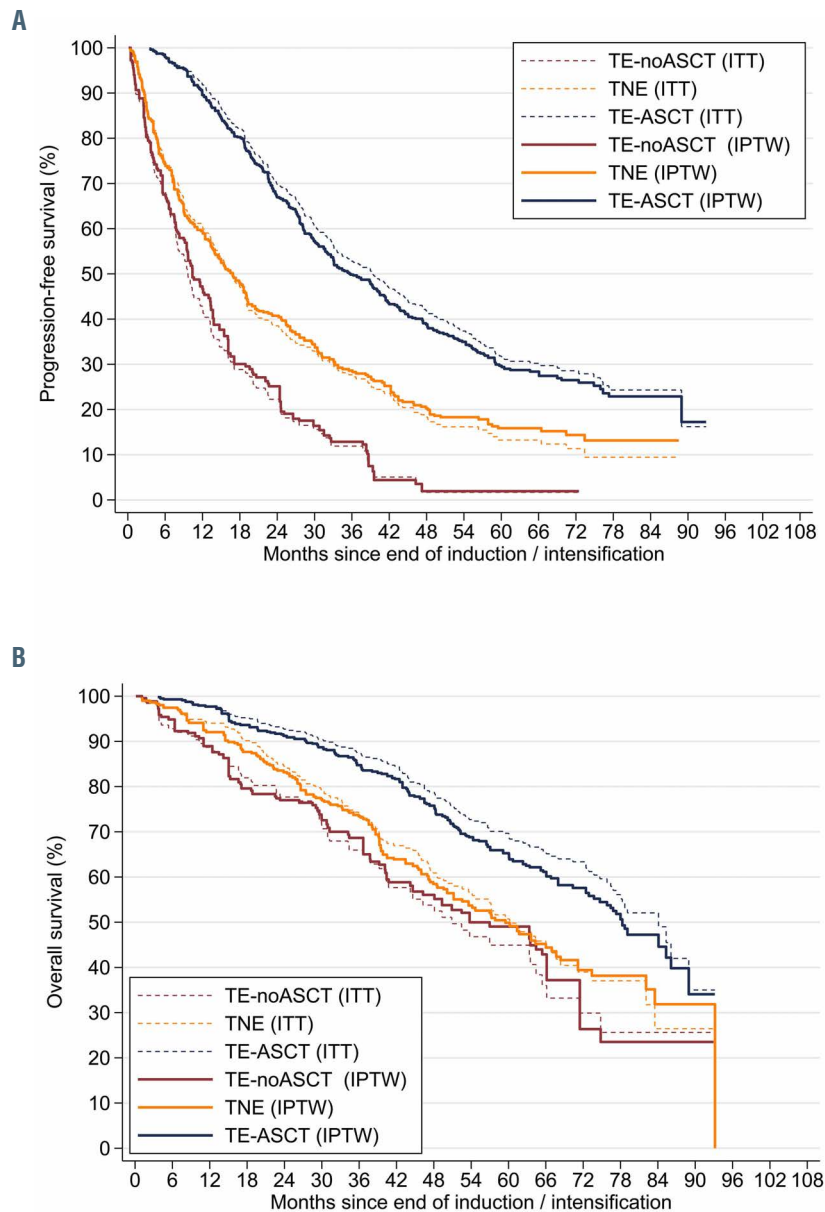 A
TE-noASCT (ITT)
TNE (ITT)
TE-ASCT (ITT)
TE-noASCT (IPTW)
TNE (IPTW)
TE-ASCT (IPTW)
Progression-free survival (%)
100
90
80
70
60
50
40
30
20
10
0
0 6 12 18 24 30 36 42 48 54 60 66 72 78 84 90 96 102 108
Months since end of induction / intensification
B
Overall survival (%)
100
90
80
70
60
50
40
30
20
10
0
TE-noASCT (ITT)
TNE (ITT)
TE-ASCT (ITT)
TE-noASCT (IPTW)
TNE (IPTW)
TE-ASCT (IPTW)
0 6 12 18 24 30 36 42 48 54 60 66 72 78 84 90 96 102 108
Months since end of induction / intensification